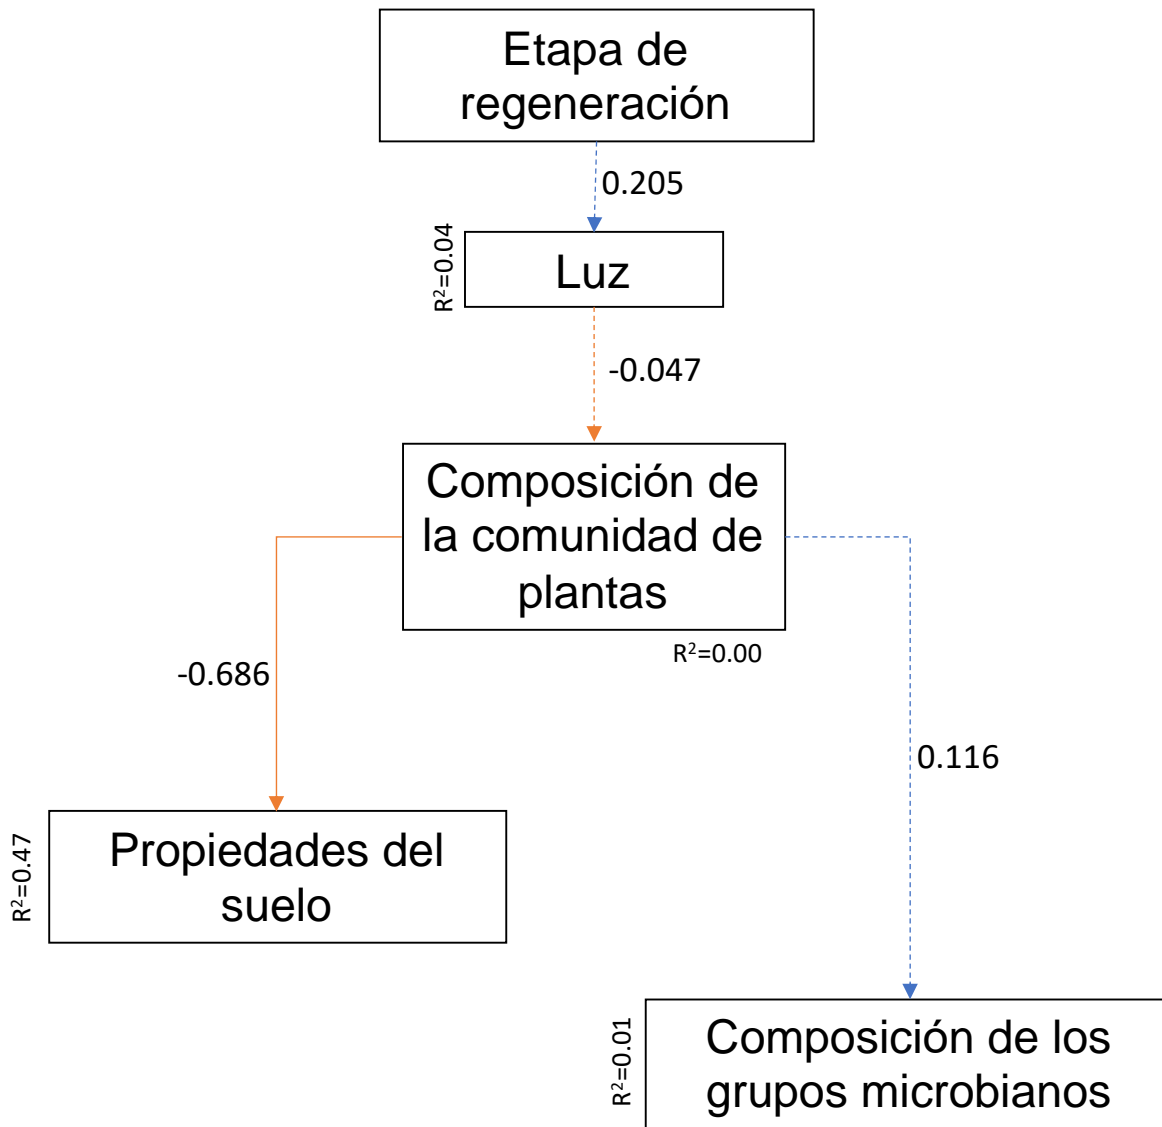 Etapa de
regeneración
0.205
R²=0.04
Luz
-0.047
Composición de
la comunidad de
plantas
R²=0.00
-0.686
0.116
R²=0.47
Propiedades del
suelo
R²=0.01
Composición de los
grupos microbianos